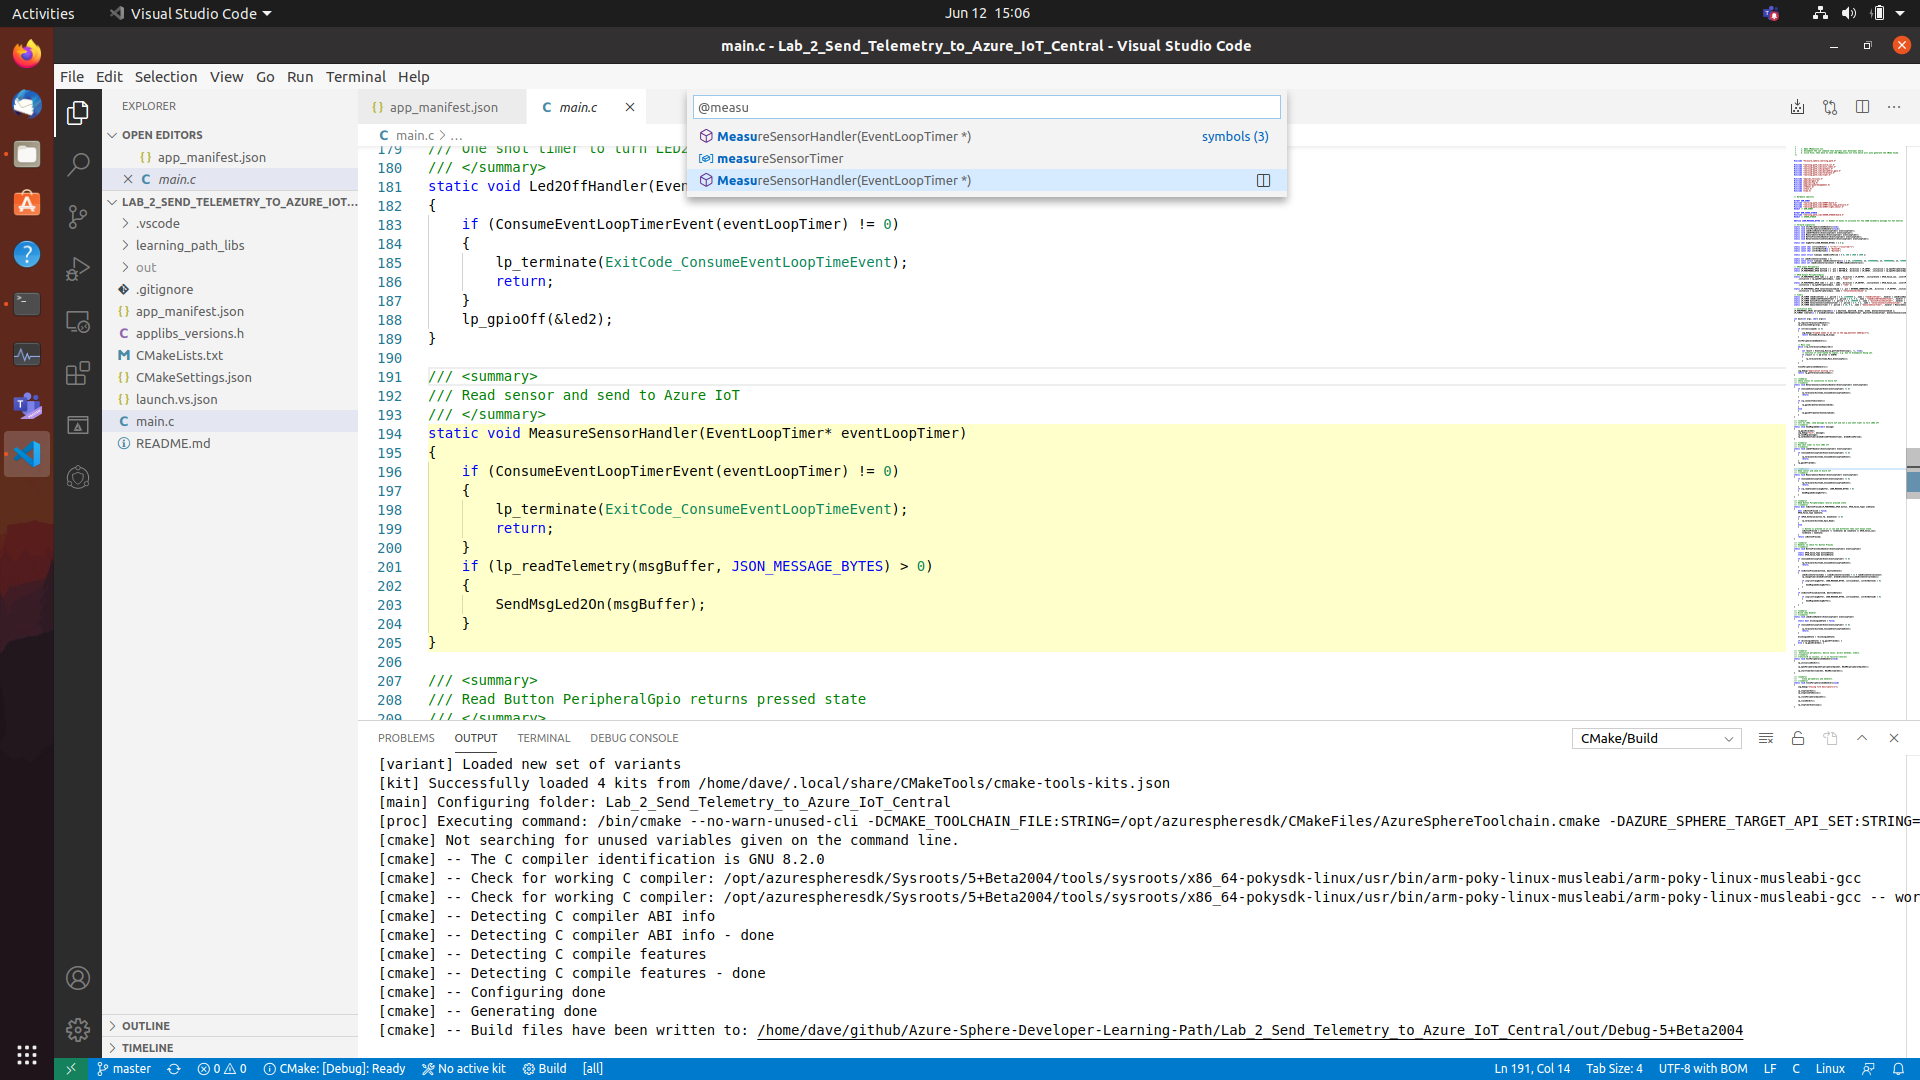 Activities
Visual Studio Code
Jun 12 15:06
main.c - Lab_2_Send_Telemetry_to_Azure_IoT_Central - Visual Studio Code
File Edit Selection View Go Run Terminal Help
EXPLORER
OPEN EDITORS
{} app_manifest.json
C main.c
LAB_2_SEND_TELEMETRY_TO_AZURE_IOT...
.vscode
learning_path_libs
out
.gitignore
{} app_manifest.json
C applibs_versions.h
M CMakeLists.txt
{} CMakeSettings.json
{} launch.vs.json
C main.c
README.md
OUTLINE
TIMELINE
{} app_manifest.json
C main.c
C main.c > ...
@measu
MeasureSensorHandler(EventLoopTimer *) symbols (3)
measureSensorTimer
MeasureSensorHandler(EventLoopTimer *)
179 /// One shot timer to turn LED2
180 /// </summary>
181 static void Led2OffHandler(Even
182 {
183 if (ConsumeEventLoopTimerEvent(eventLoopTimer) != 0)
184 {
185 lp_terminate(ExitCode_ConsumeEventLoopTimeEvent);
186 return;
187 }
188 lp_gpioOff(&led2);
189 }
190
191 /// <summary>
192 /// Read sensor and send to Azure IoT
193 /// </summary>
194 static void MeasureSensorHandler(EventLoopTimer* eventLoopTimer)
195 {
196 if (ConsumeEventLoopTimerEvent(eventLoopTimer) != 0)
197 {
198 lp_terminate(ExitCode_ConsumeEventLoopTimeEvent);
199 return;
200 }
201 if (lp_readTelemetry(msgBuffer, JSON_MESSAGE_BYTES) > 0)
202 {
203 SendMsgLed2On(msgBuffer);
204 }
205 }
206
207 /// <summary>
208 /// Read Button PeripheralGpio returns pressed state
209 /// </summary>
PROBLEMS OUTPUT TERMINAL DEBUG CONSOLE
CMake/Build
[variant] Loaded new set of variants
[kit] Successfully loaded 4 kits from /home/dave/.local/share/CMakeTools/cmake-tools-kits.json
[main] Configuring folder: Lab_2_Send_Telemetry_to_Azure_IoT_Central
[proc] Executing command: /bin/cmake --no-warn-unused-cli -DCMAKE_TOOLCHAIN_FILE:STRING=/opt/azurespheresdk/CMakeFiles/AzureSphereToolchain.cmake -DAZURE_SPHERE_TARGET_API_SET:STRING=
[cmake] Not searching for unused variables given on the command line.
[cmake] -- The C compiler identification is GNU 8.2.0
[cmake] -- Check for working C compiler: /opt/azurespheresdk/Sysroots/5+Beta2004/tools/sysroots/x86_64-pokysdk-linux/usr/bin/arm-poky-linux-musleabi/arm-poky-linux-musleabi-gcc
[cmake] -- Check for working C compiler: /opt/azurespheresdk/Sysroots/5+Beta2004/tools/sysroots/x86_64-pokysdk-linux/usr/bin/arm-poky-linux-musleabi/arm-poky-linux-musleabi-gcc -- wor
[cmake] -- Detecting C compiler ABI info
[cmake] -- Detecting C compiler ABI info - done
[cmake] -- Detecting C compile features
[cmake] -- Detecting C compile features - done
[cmake] -- Configuring done
[cmake] -- Generating done
[cmake] -- Build files have been written to: /home/dave/github/Azure-Sphere-Developer-Learning-Path/Lab_2_Send_Telemetry_to_Azure_IoT_Central/out/Debug-5+Beta2004
master 0 0 CMake: [Debug]: Ready No active kit Build [all]
Ln 191, Col 14 Tab Size: 4 UTF-8 with BOM LF C Linux